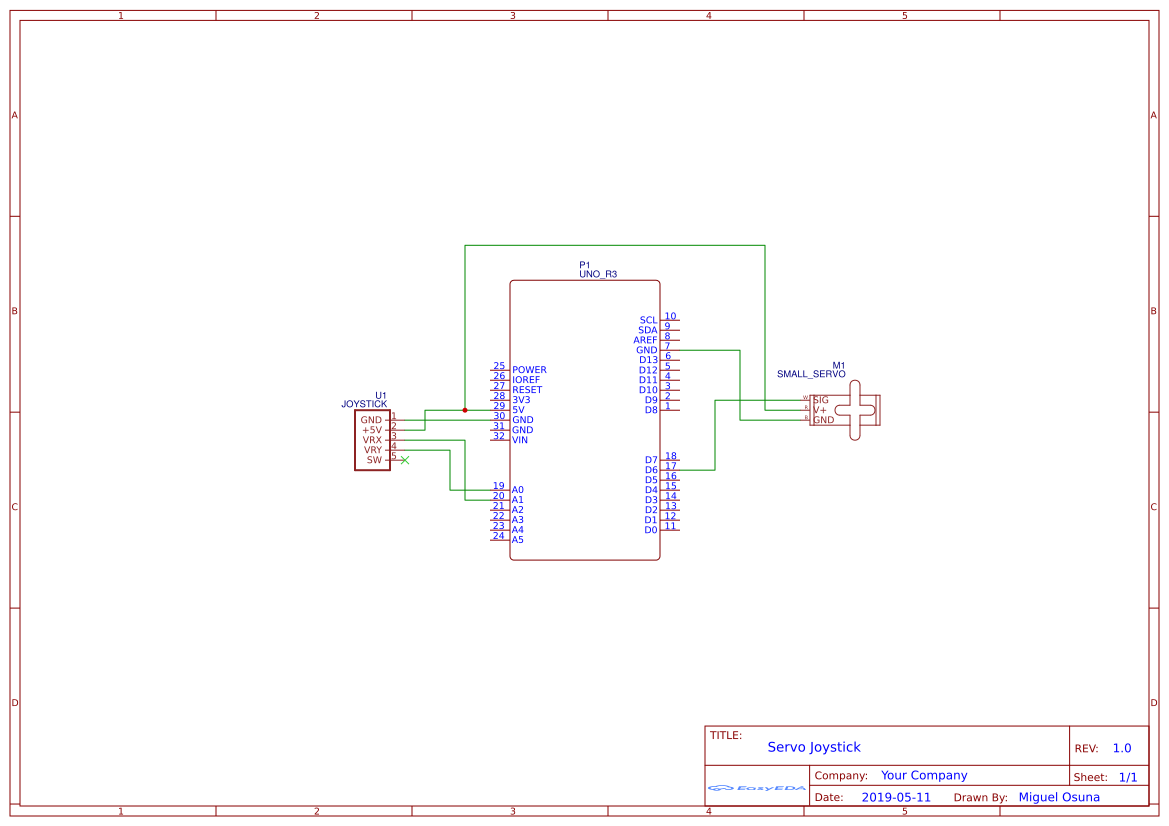 1 2 3 4 5
A A
P1
UNO_R3
B B
SCL 10
SDA 9
AREF 8
GND 7
D13 6
D12 5
D11 4
D10 3
D9 2
D8 1
25 POWER
26 IOREF
27 RESET
28 3V3
29 5V
30 GND
31 GND
32 VIN
M1
SMALL_SERVO
W SIG
R V+
B GND
U1
JOYSTICK
GND 1
+5V 2
VRX 3
VRY 4
SW 5
D7 18
D6 17
D5 16
D4 15
D3 14
D2 13
D1 12
D0 11
19 A0
20 A1
21 A2
22 A3
23 A4
24 A5
C C
D D
TITLE:
Servo Joystick
REV: 1.0
Company: Your Company
Sheet: 1/1
EasyEDA
Date: 2019-05-11 Drawn By: Miguel Osuna
1 2 3 4 5